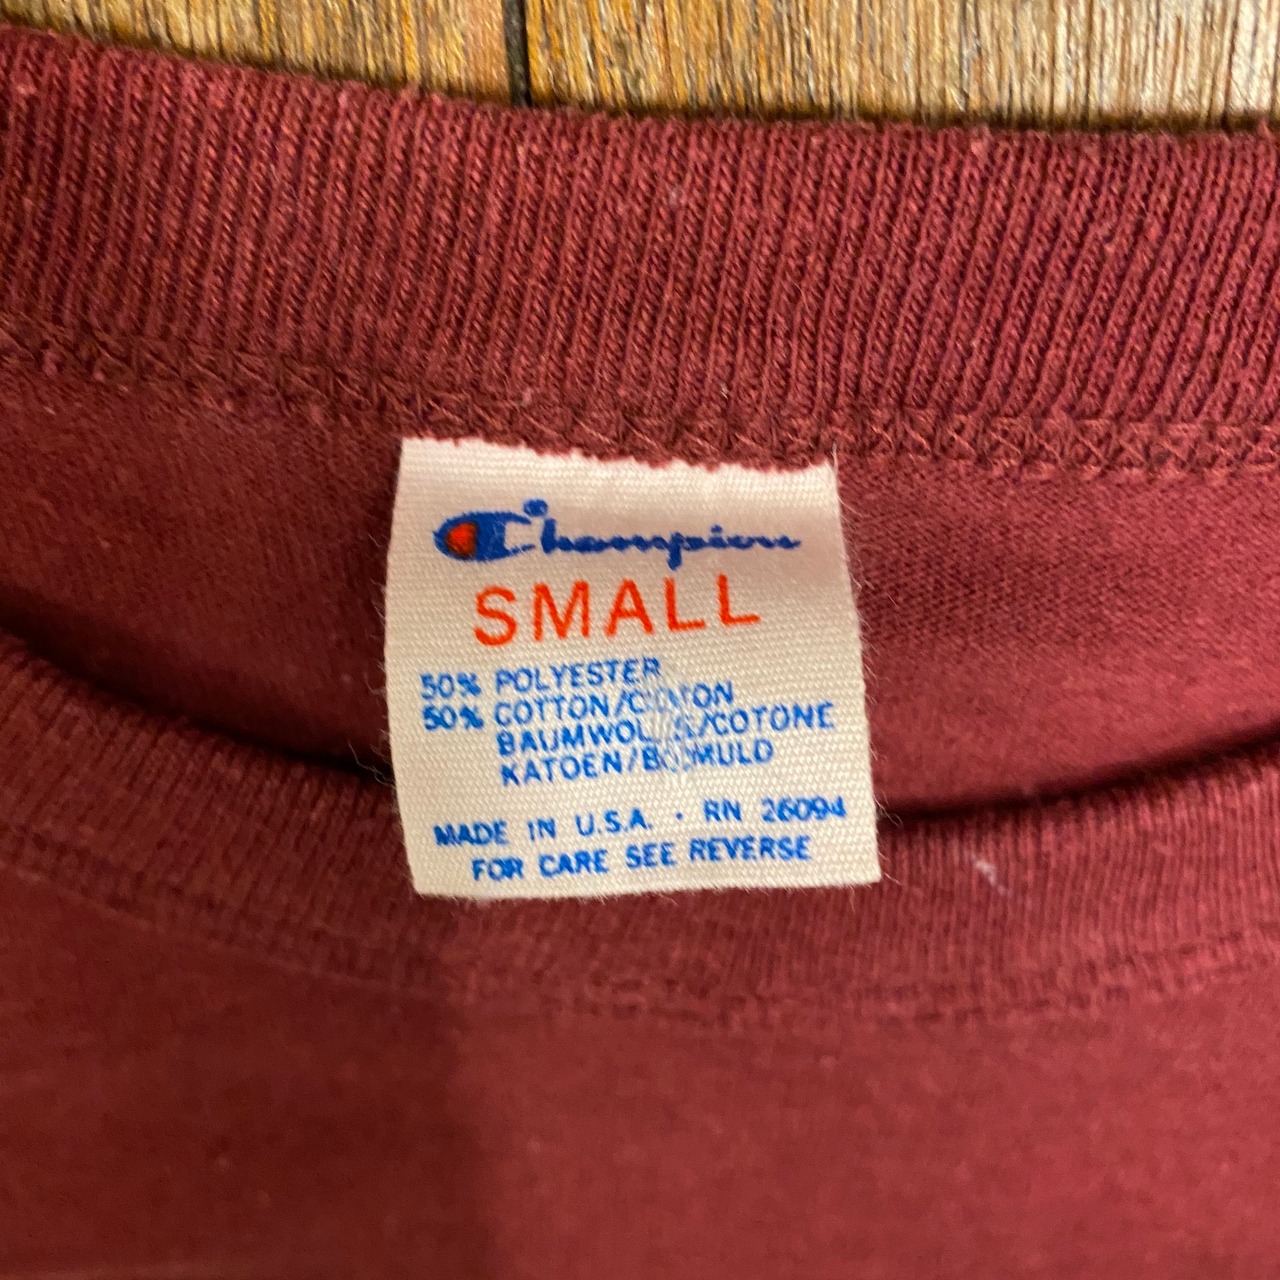 Champion®
SMALL
50% POLYESTER
50% COTTON/COTON
BAUMWOLLE/COTONE
KATOEN/BOMULD
MADE IN U.S.A. · RN 26094
FOR CARE SEE REVERSE